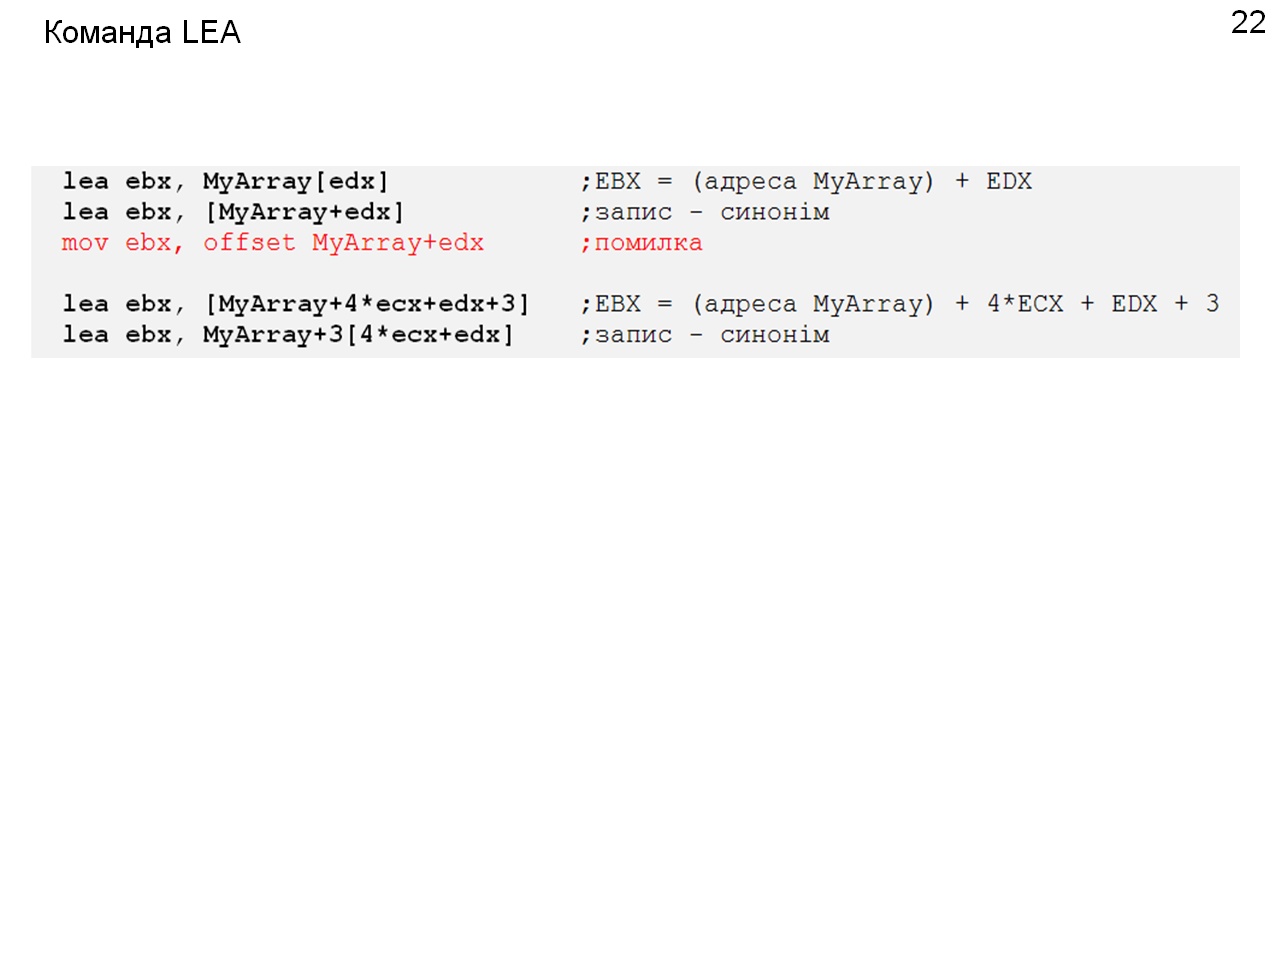 Команда LEA
22
lea ebx, MyArray[edx] ;EBX = (адреса MyArray) + EDX
lea ebx, [MyArray+edx] ;запис – синонім
mov ebx, offset MyArray+edx ;помилка
lea ebx, [MyArray+4*ecx+edx+3] ;EBX = (адреса MyArray) + 4*ECX + EDX + 3
lea ebx, MyArray+3[4*ecx+edx] ;запис – синонім